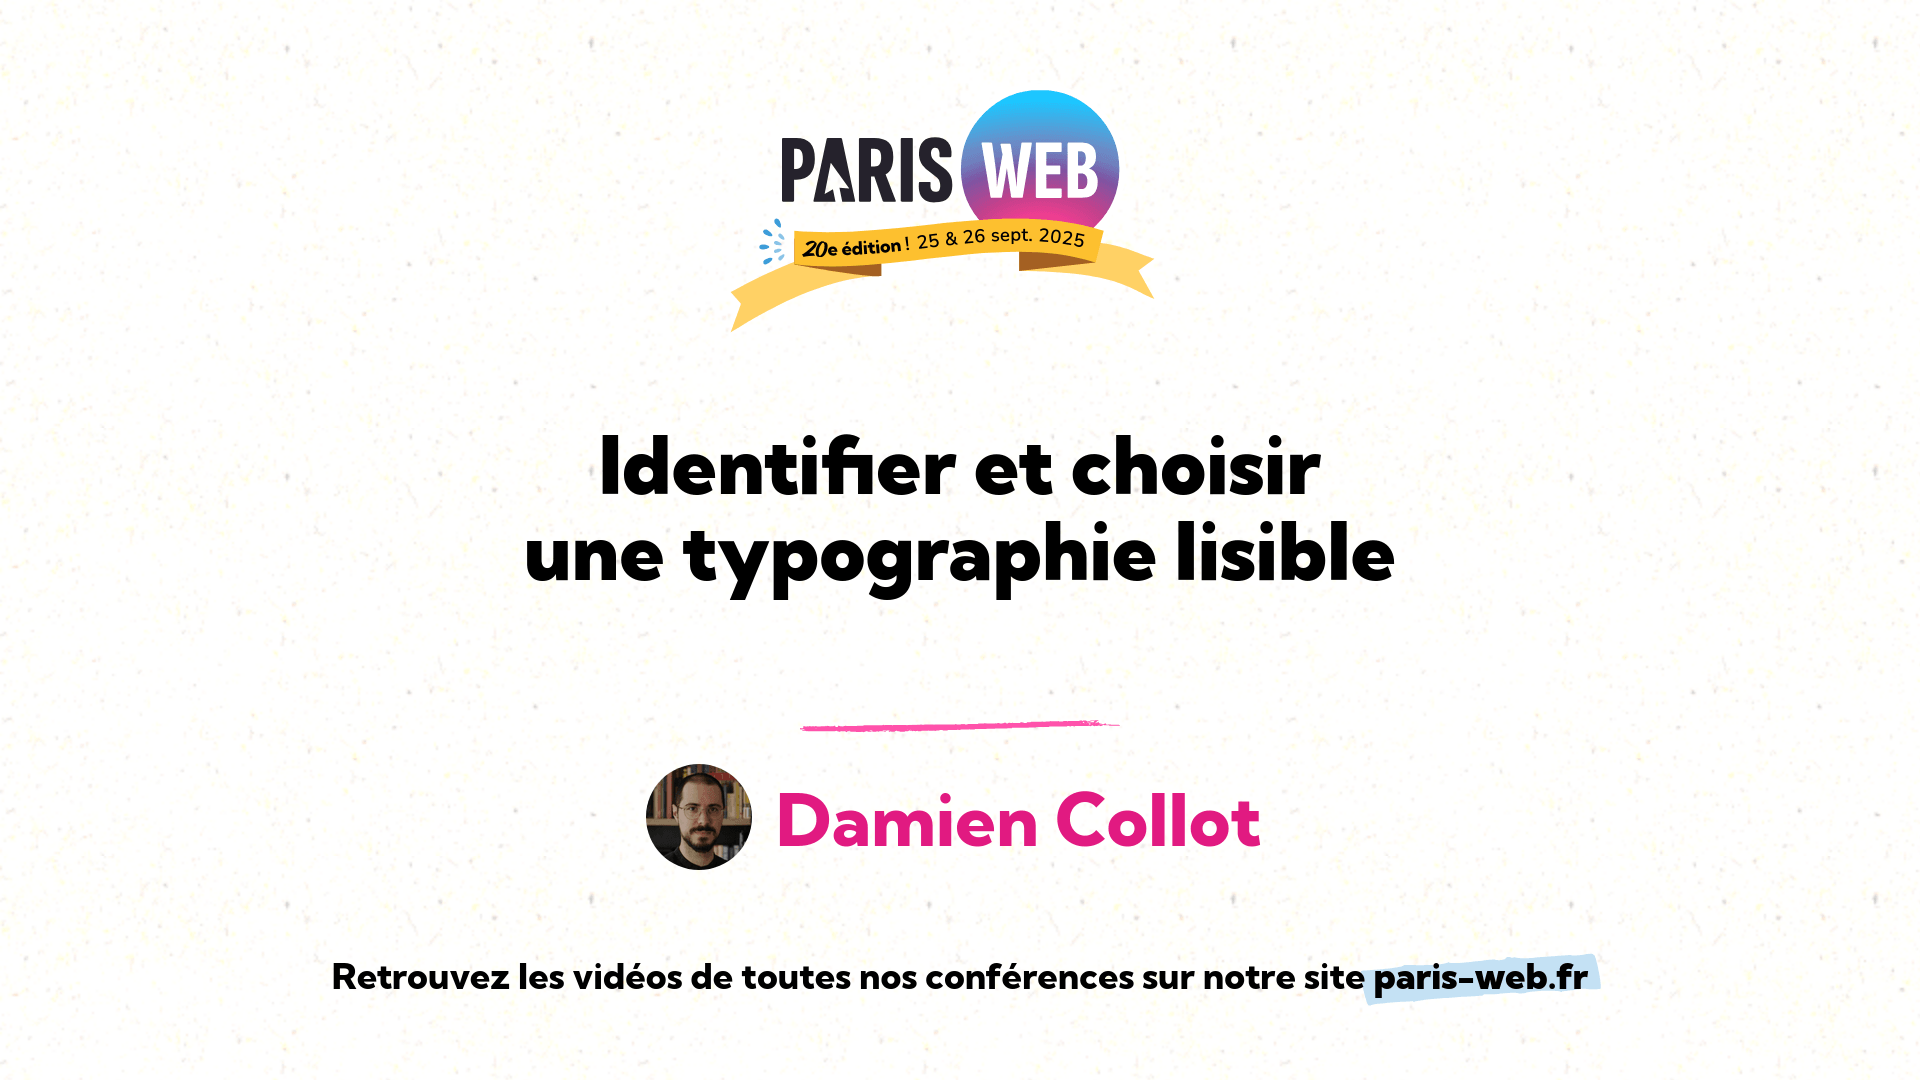 PARIS WEB
20e édition ! 25 & 26 sept. 2025
Identifier et choisir
une typographie lisible
Damien Collot
Retrouvez les vidéos de toutes nos conférences sur notre site paris-web.fr